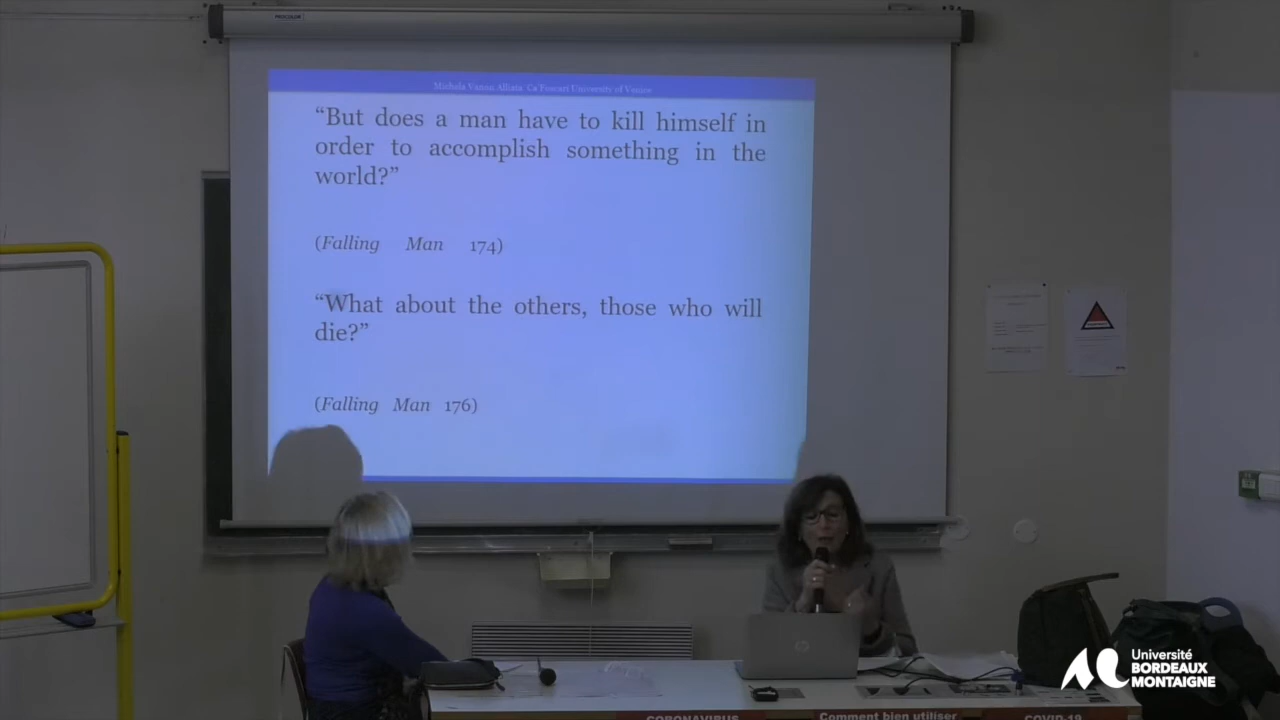 PROCOLOR
Michela Vanon Alliata Ca Foscari University of Venice
“But does a man have to kill himself in
order to accomplish something in the
world?”
(Falling Man 174)
“What about the others, those who will
die?”
(Falling Man 176)
Université
BORDEAUX
MONTAIGNE
CORONAVIRUS
Comment bien utiliser
COVID-19